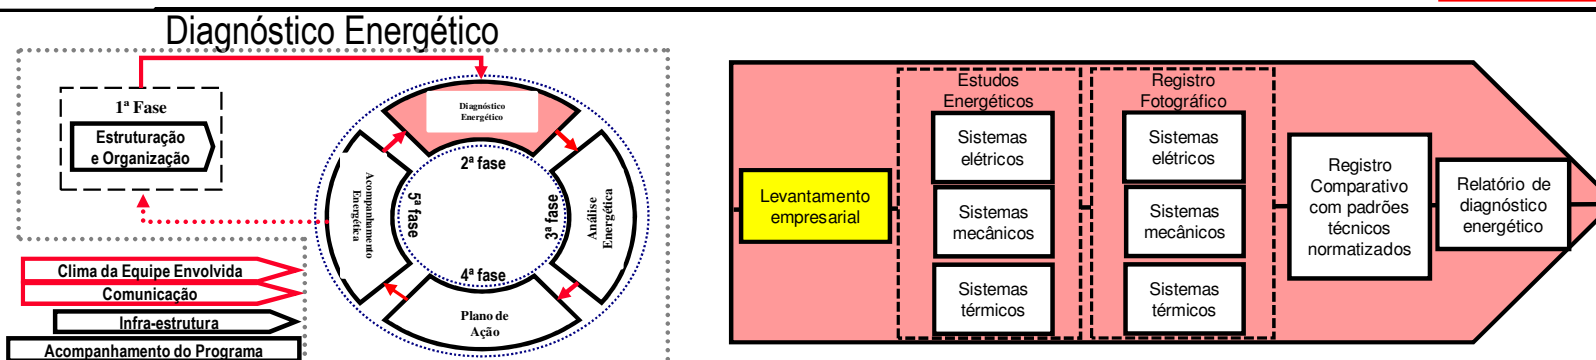 Diagnóstico Energético
1ª Fase
Estruturação
e Organização
Diagnóstico
Energético
2ª fase
Análise
Energética
3ª fase
Plano de
Ação
4ª fase
Acompanhamento
Energética
5ª fase
Clima da Equipe Envolvida
Comunicação
Infra-estrutura
Acompanhamento do Programa
Levantamento
empresarial
Estudos
Energéticos
Sistemas
elétricos
Sistemas
mecânicos
Sistemas
térmicos
Registro
Fotográfico
Sistemas
elétricos
Sistemas
mecânicos
Sistemas
térmicos
Registro
Comparativo
com padrões
técnicos
normatizados
Relatório de
diagnóstico
energético